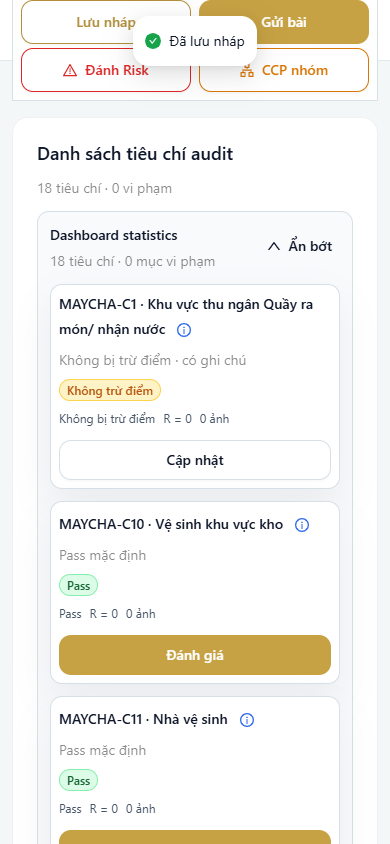 Lưu nháp
Gửi bài
Đã lưu nháp
Đánh Risk
CCP nhóm
Danh sách tiêu chí audit
18 tiêu chí · 0 vi phạm
Dashboard statistics
18 tiêu chí · 0 mục vi phạm
Ẩn bớt
MAYCHA-C1 · Khu vực thu ngân Quầy ra
món/ nhận nước
Không bị trừ điểm · có ghi chú
Không trừ điểm
Không bị trừ điểm R = 0 0 ảnh
Cập nhật
MAYCHA-C10 · Vệ sinh khu vực kho
Pass mặc định
Pass
Pass R = 0 0 ảnh
Đánh giá
MAYCHA-C11 · Nhà vệ sinh
Pass mặc định
Pass
Pass R = 0 0 ảnh